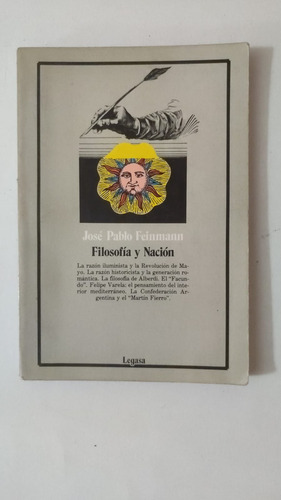 José Pablo Feinmann
Filosofía y Nación
La razón iluminista y la Revolución de Ma-
yo. La razón historicista y la generación ro-
mántica. La filosofía de Alberdi. El "Facun-
do". Felipe Varela: el pensamiento del inte-
rior mediterráneo. La Confederación Ar-
gentina y el "Martín Fierro".
Legasa